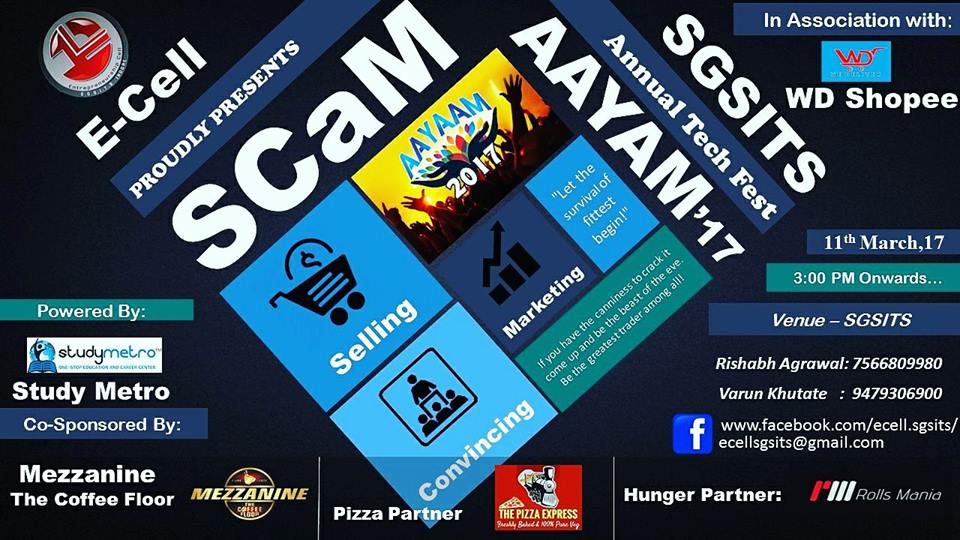 Entrepreneurship Cell
E-Cell
PROUDLY PRESENTS
SCaM
AAYAAM
2017
SGSITS
Annual Tech Fest
AAYAM'17
In Association with:
WD
WD Shopee
11th March,17
3:00 PM Onwards...
Venue – SGSITS
Rishabh Agrawal: 7566809980
Varun Khutate : 9479306900
f www.facebook.com/ecell.sgsits/
ecellsgsits@gmail.com
"Let the
survival of
fittest
begin!"
Selling
Marketing
Convincing
If you have the canniness to crack it
come up and be the beast of the eve.
Be the greatest trader among all!!
Powered By:
studymetro™
ONE-STOP EDUCATION AND CAREER CENTER
Study Metro
Co-Sponsored By:
Mezzanine
The Coffee Floor
MEZZANINE
THE
COFFEE
FLOOR
Pizza Partner
THE PIZZA EXPRESS
Freshly Baked & 100% Pure Veg.
Hunger Partner:
rm Rolls Mania